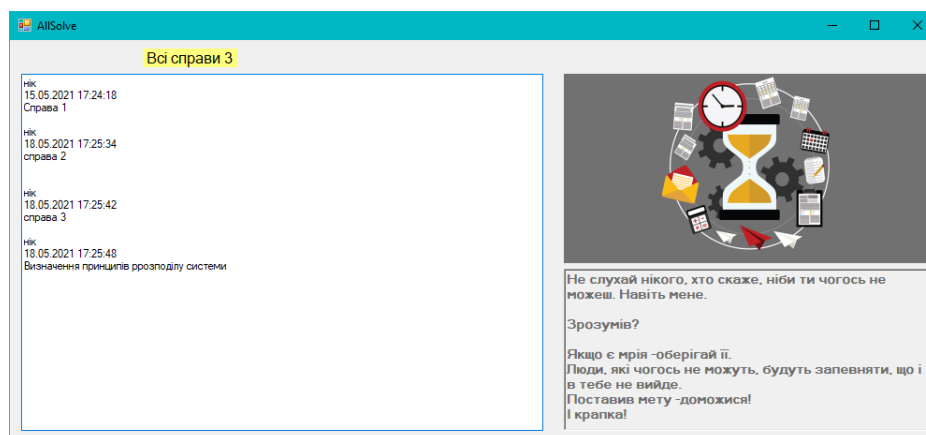 AllSolve
Всі справи 3
нік
15.05.2021 17:24:18
Справа 1
нік
18.05.2021 17:25:34
справа 2
нік
18.05.2021 17:25:42
справа 3
нік
18.05.2021 17:25:48
Визначення принципів ррозподілу системи
Не слухай нікого, хто скаже, ніби ти чогось не
можеш. Навіть мене.
Зрозумів?
Якщо є мрія -оберігай її.
Люди, які чогось не можуть, будуть запевняти, що і
в тебе не вийде.
Поставив мету -доможися!
І крапка!